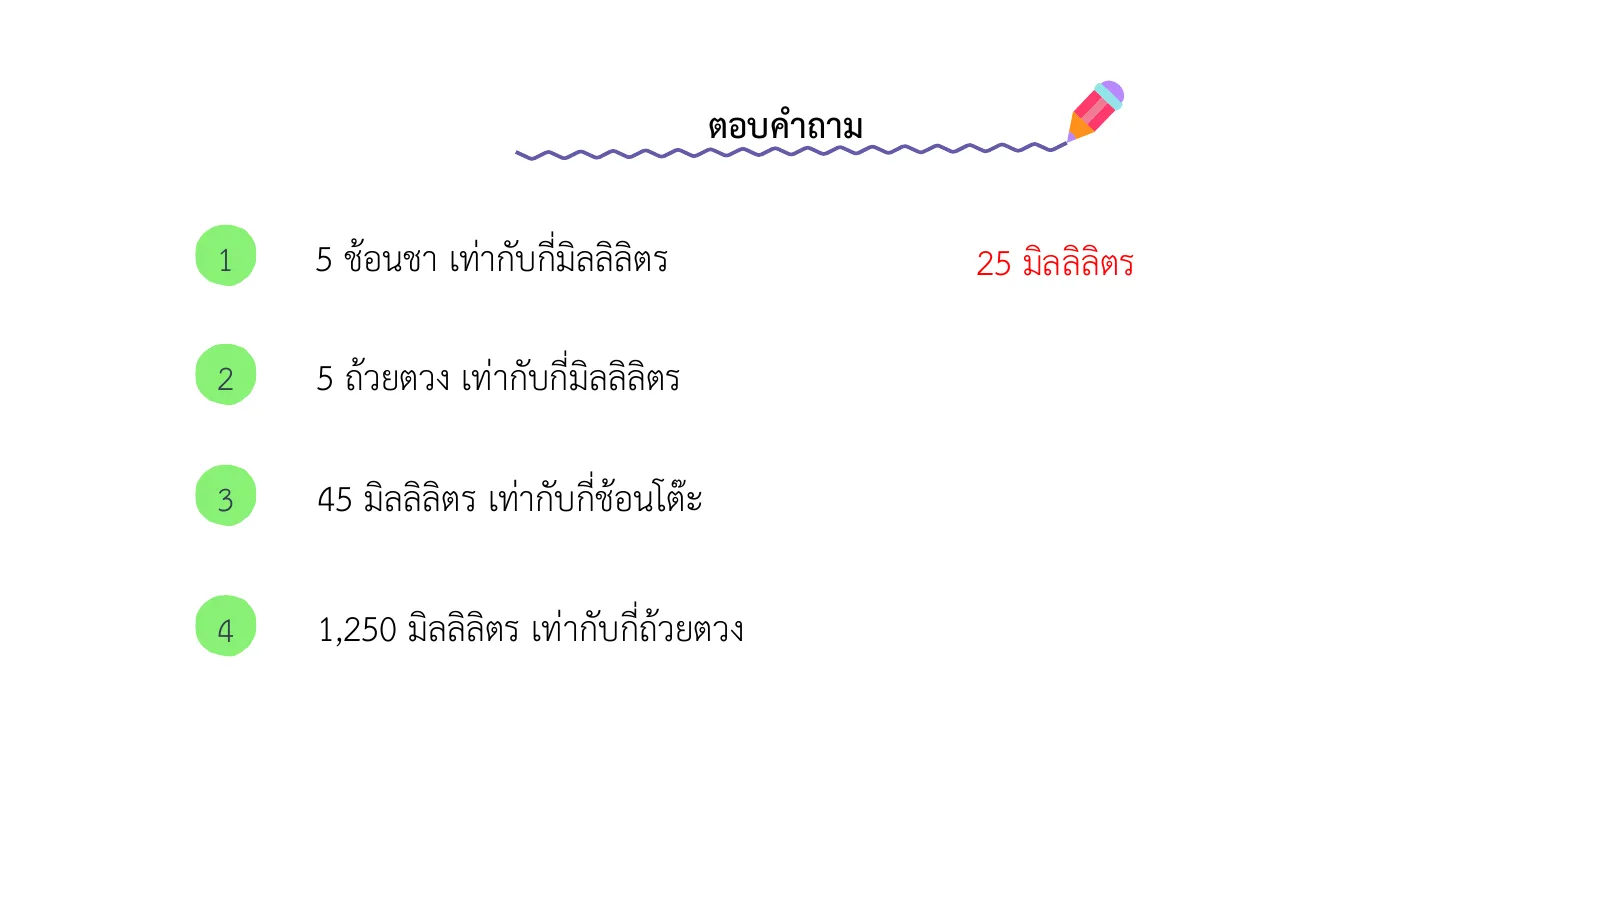 ตอบคำถาม
1 5 ช้อนชา เท่ากับกี่มิลลิลิตร 25 มิลลิลิตร
2 5 ถ้วยตวง เท่ากับกี่มิลลิลิตร
3 45 มิลลิลิตร เท่ากับกี่ช้อนโต๊ะ
4 1,250 มิลลิลิตร เท่ากับกี่ถ้วยตวง